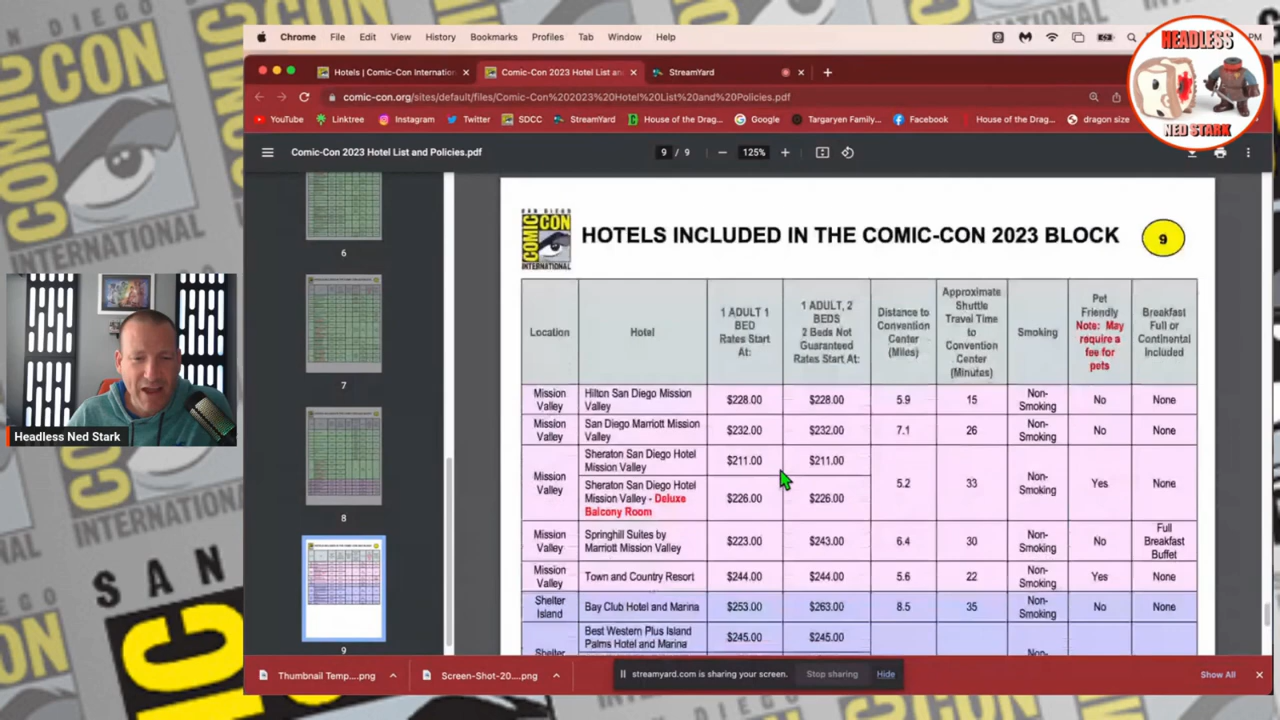 Chrome File Edit View History Bookmarks Profiles Tab Window Help
HEADLESS
NED STARK
Hotels | Comic-Con Internatio
Comic-Con 2023 Hotel List and
StreamYard
comic-con.org/sites/default/files/Comic-Con%202023%20Hotel%20List%20and%20Policies.pdf
YouTube Linktree Instagram Twitter SDCC StreamYard House of the Drag... Google Targaryen Family... Facebook House of the Drag... dragon size
Comic-Con 2023 Hotel List and Policies.pdf
9 / 9
125%
6
7
8
9
SAN DIEGO
COMIC CON
INTERNATIONAL
HOTELS INCLUDED IN THE COMIC-CON 2023 BLOCK
9
Location
Hotel
1 ADULT 1
BED
Rates Start
At:
1 ADULT, 2
BEDS
2 Beds Not
Guaranteed
Rates Start At:
Distance to
Convention
Center
(Miles)
Approximate
Shuttle
Travel Time
to
Convention
Center
(Minutes)
Smoking
Pet
Friendly
Note: May
require a
fee for
pets
Breakfast
Full or
Continental
Included
Mission
Valley
Hilton San Diego Mission
Valley
$228.00
$228.00
5.9
15
Non-
Smoking
No
None
Mission
Valley
San Diego Marriott Mission
Valley
$232.00
$232.00
7.1
26
Non-
Smoking
No
None
Mission
Valley
Sheraton San Diego Hotel
Mission Valley
$211.00
$211.00
Sheraton San Diego Hotel
Mission Valley - Deluxe
Balcony Room
$226.00
$226.00
5.2
33
Non-
Smoking
Yes
None
Mission
Valley
Springhill Suites by
Marriott Mission Valley
$223.00
$243.00
6.4
30
Non-
Smoking
No
Full
Breakfast
Buffet
Mission
Valley
Town and Country Resort
$244.00
$244.00
5.6
22
Non-
Smoking
Yes
None
Shelter
Island
Bay Club Hotel and Marina
$253.00
$263.00
8.5
35
Non-
Smoking
No
None
Shelter
Best Western Plus Island
Palms Hotel and Marina
$245.00
$245.00
Non-
Headless Ned Stark
Thumbnail Temp....png
Screen-Shot-20....png
streamyard.com is sharing your screen.
Stop sharing
Hide
Show All